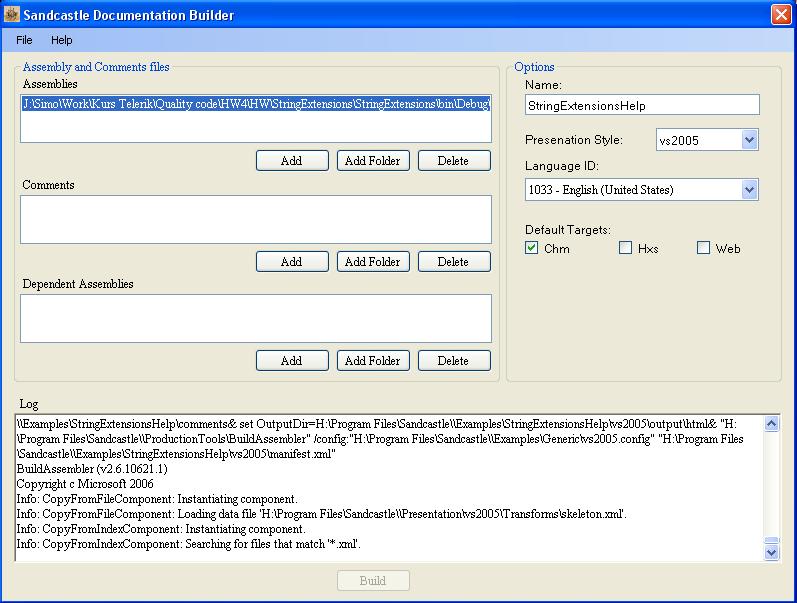 Sandcastle Documentation Builder
File Help
Assembly and Comments files
Assemblies
J:\Simo\Work\Kurs Telerik\Quality code\HW4\HW\StringExtensions\StringExtensions\bin\Debug\
Add Add Folder Delete
Comments
Add Add Folder Delete
Dependent Assemblies
Add Add Folder Delete
Options
Name:
StringExtensionsHelp
Presenation Style: vs2005
Language ID:
1033 - English (United States)
Default Targets:
Chm Hxs Web
Log
\\Examples\StringExtensionsHelp\comments& set OutputDir=H:\Program Files\Sandcastle\\Examples\StringExtensionsHelp\vs2005\output\html& "H:
\Program Files\Sandcastle\\ProductionTools\BuildAssembler" /config:"H:\Program Files\Sandcastle\\Examples\Generic\vs2005.config" "H:\Program Files
\Sandcastle\\Examples\StringExtensionsHelp\vs2005\manifest.xml"
BuildAssembler (v2.6.10621.1)
Copyright c Microsoft 2006
Info: CopyFromFileComponent: Instantiating component.
Info: CopyFromFileComponent: Loading data file 'H:\Program Files\Sandcastle\\Presentation\vs2005\Transforms\skeleton.xml'.
Info: CopyFromIndexComponent: Instantiating component.
Info: CopyFromIndexComponent: Searching for files that match '*.xml'.
Build